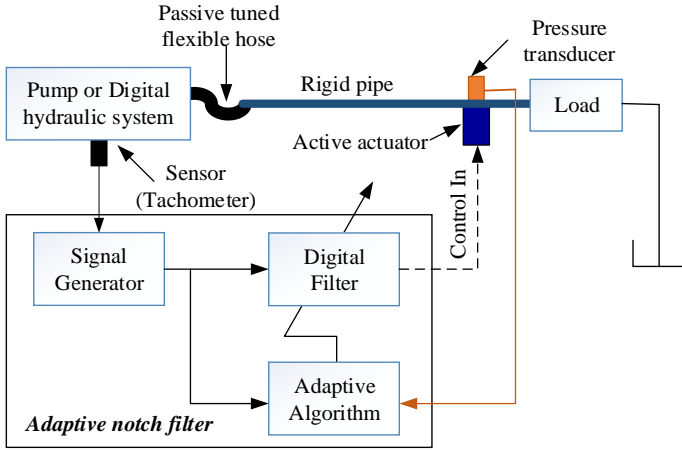 Passive tuned
flexible hose
Pressure
transducer
Pump or Digital
hydraulic system
Rigid pipe
Load
Active actuator
Sensor
(Tachometer)
Control In
Signal
Generator
Digital
Filter
Adaptive
Algorithm
Adaptive notch filter